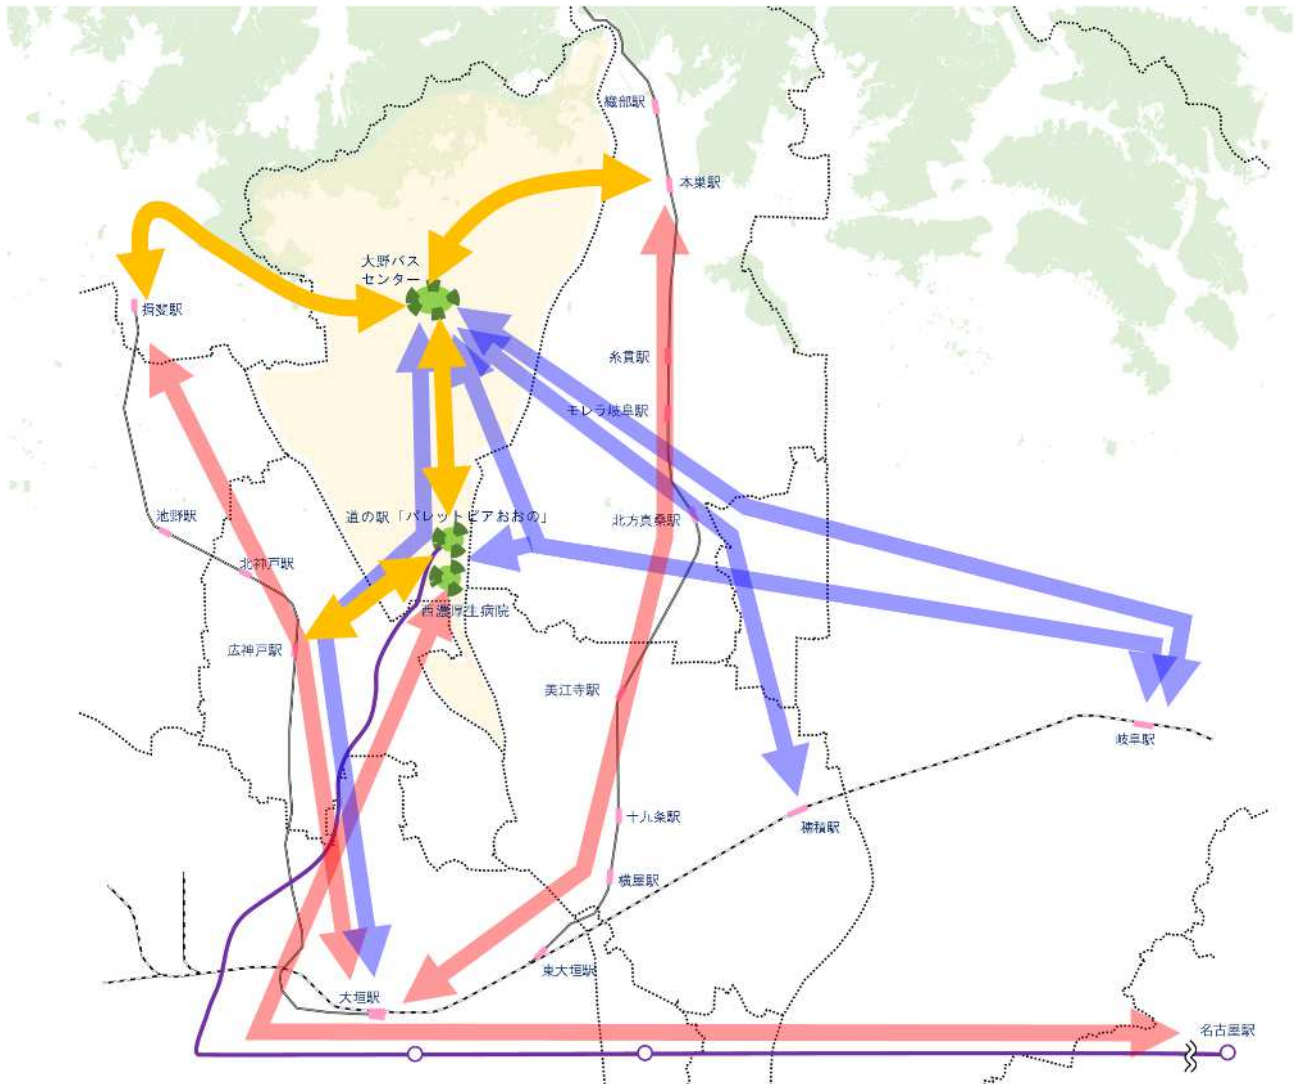 織部駅
本巣駅
大野バス
センター
揖斐駅
糸貫駅
モレラ岐阜駅
道の駅「パレットピアおおの」
北方真桑駅
池野駅
北神戸駅
西濃厚生病院
広神戸駅
美江寺駅
岐阜駅
十九条駅
穂積駅
横屋駅
東大垣駅
大垣駅
名古屋駅